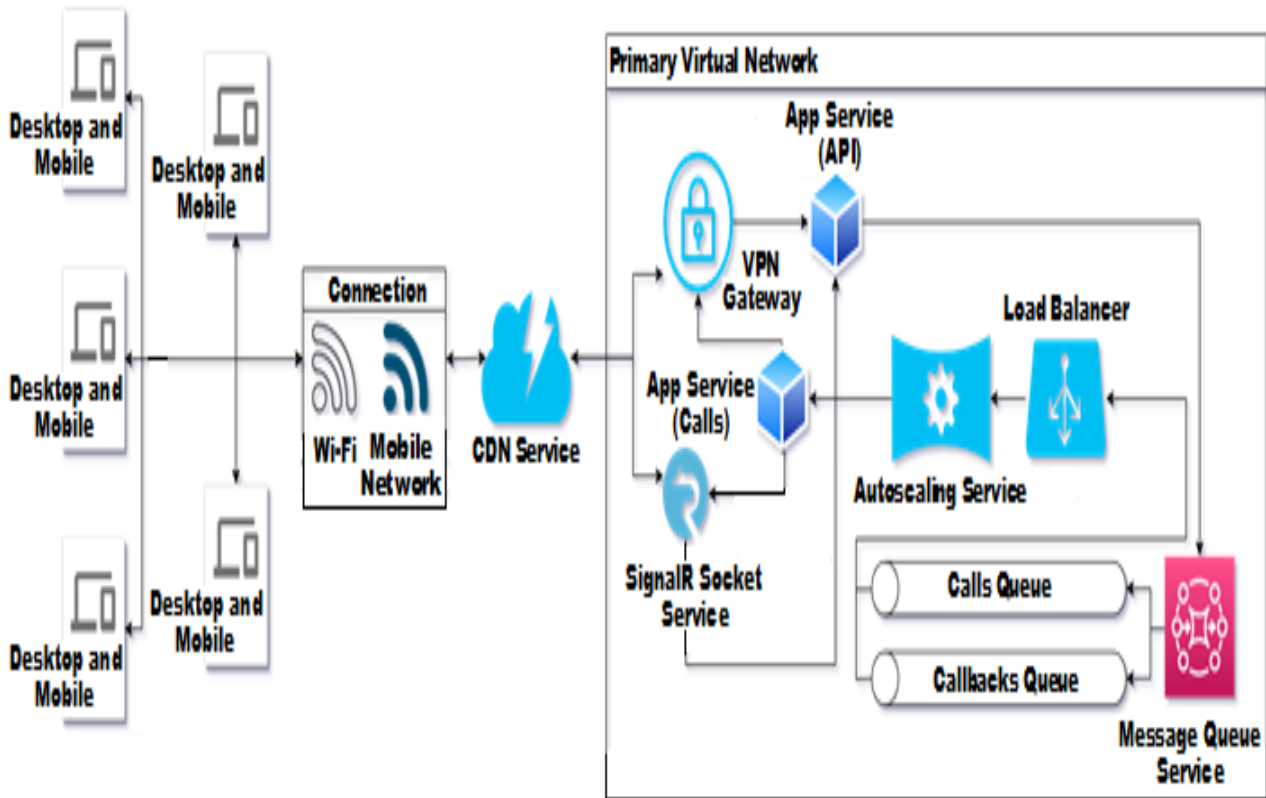 Desktop and
Mobile
Desktop and
Mobile
Desktop and
Mobile
Desktop and
Mobile
Desktop and
Mobile
Connection
Wi-Fi
Mobile
Network
CDN Service
Primary Virtual Network
App Service
(API)
VPN
Gateway
Load Balancer
App Service
(Calls)
Autoscaling Service
SignalR Socket
Service
Calls Queue
Callbacks Queue
Message Queue
Service